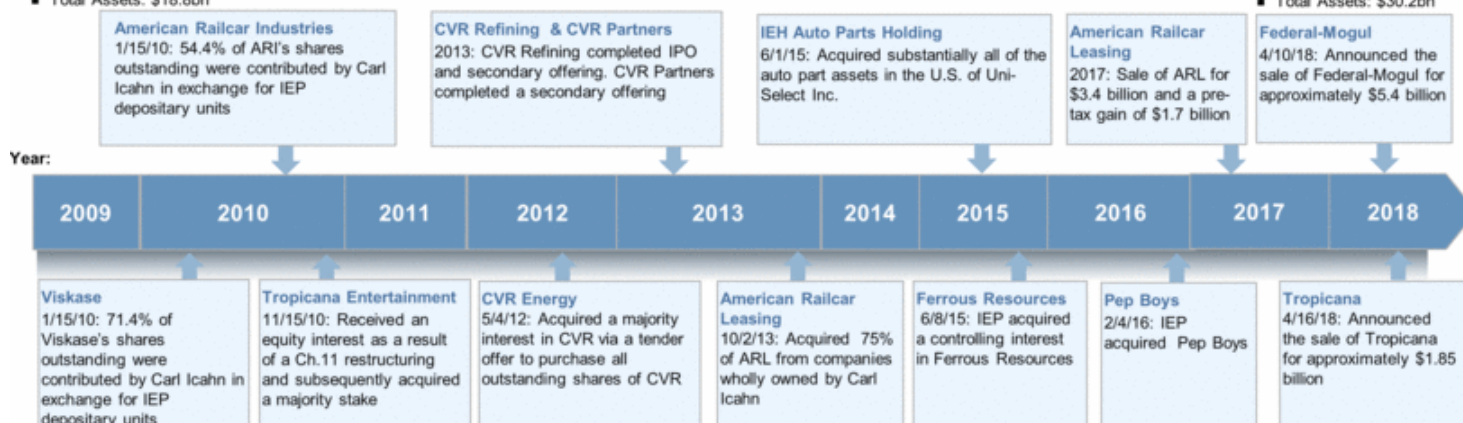 ▪ Total Assets: $18.8bn
▪ Total Assets: $30.2bn
American Railcar Industries
1/15/10: 54.4% of ARI's shares
outstanding were contributed by Carl
Icahn in exchange for IEP
depositary units
CVR Refining & CVR Partners
2013: CVR Refining completed IPO
and secondary offering. CVR Partners
completed a secondary offering
IEH Auto Parts Holding
6/1/15: Acquired substantially all of the
auto part assets in the U.S. of Uni-
Select Inc.
American Railcar
Leasing
2017: Sale of ARL for
$3.4 billion and a pre-
tax gain of $1.7 billion
Federal-Mogul
4/10/18: Announced the
sale of Federal-Mogul for
approximately $5.4 billion
Year:
2009 2010 2011 2012 2013 2014 2015 2016 2017 2018
Viskase
1/15/10: 71.4% of
Viskase's shares
outstanding were
contributed by Carl Icahn in
exchange for IEP
depositary units
Tropicana Entertainment
11/15/10: Received an
equity interest as a result
of a Ch.11 restructuring
and subsequently acquired
a majority stake
CVR Energy
5/4/12: Acquired a majority
interest in CVR via a tender
offer to purchase all
outstanding shares of CVR
American Railcar
Leasing
10/2/13: Acquired 75%
of ARL from companies
wholly owned by Carl
Icahn
Ferrous Resources
6/8/15: IEP acquired
a controlling interest
in Ferrous Resources
Pep Boys
2/4/16: IEP
acquired Pep Boys
Tropicana
4/16/18: Announced
the sale of Tropicana
for approximately $1.85
billion